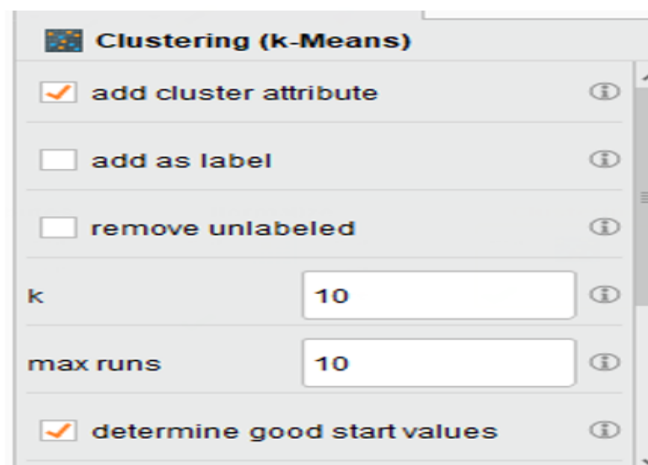 Clustering (k-Means)
add cluster attribute
add as label
remove unlabeled
k 10
max runs 10
determine good start values